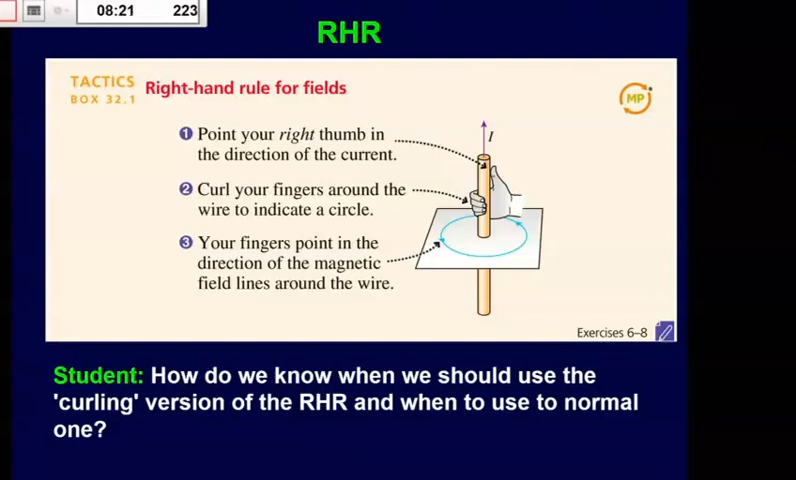 08:21 223
RHR
TACTICS
BOX 32.1
Right-hand rule for fields
MP
1 Point your right thumb in
the direction of the current.
I
2 Curl your fingers around the
wire to indicate a circle.
3 Your fingers point in the
direction of the magnetic
field lines around the wire.
Exercises 6–8
Student: How do we know when we should use the
'curling' version of the RHR and when to use to normal
one?